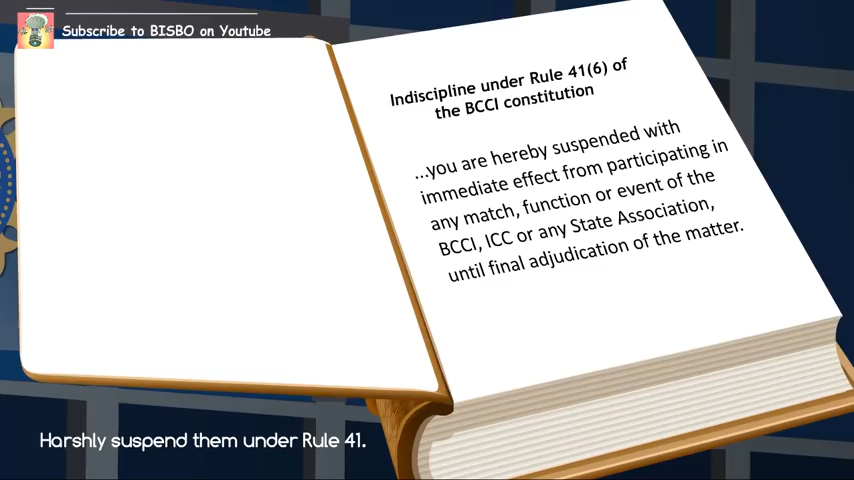 Subscribe to BISBO on Youtube
Indiscipline under Rule 41(6) of
the BCCI constitution
...you are hereby suspended with
immediate effect from participating in
any match, function or event of the
BCCI, ICC or any State Association,
until final adjudication of the matter.
Harshly suspend them under Rule 41.